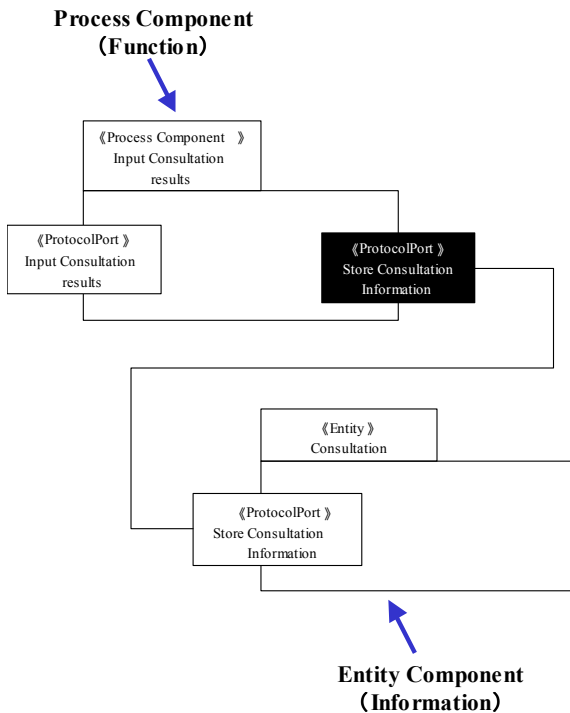 Process Component
（Function）
《Process Component 》
Input Consultation
results
《ProtocolPort 》
Input Consultation
results
《ProtocolPort 》
Store Consultation
Information
《Entity 》
Consultation
《ProtocolPort 》
Store Consultation
Information
Entity Component
（Information）